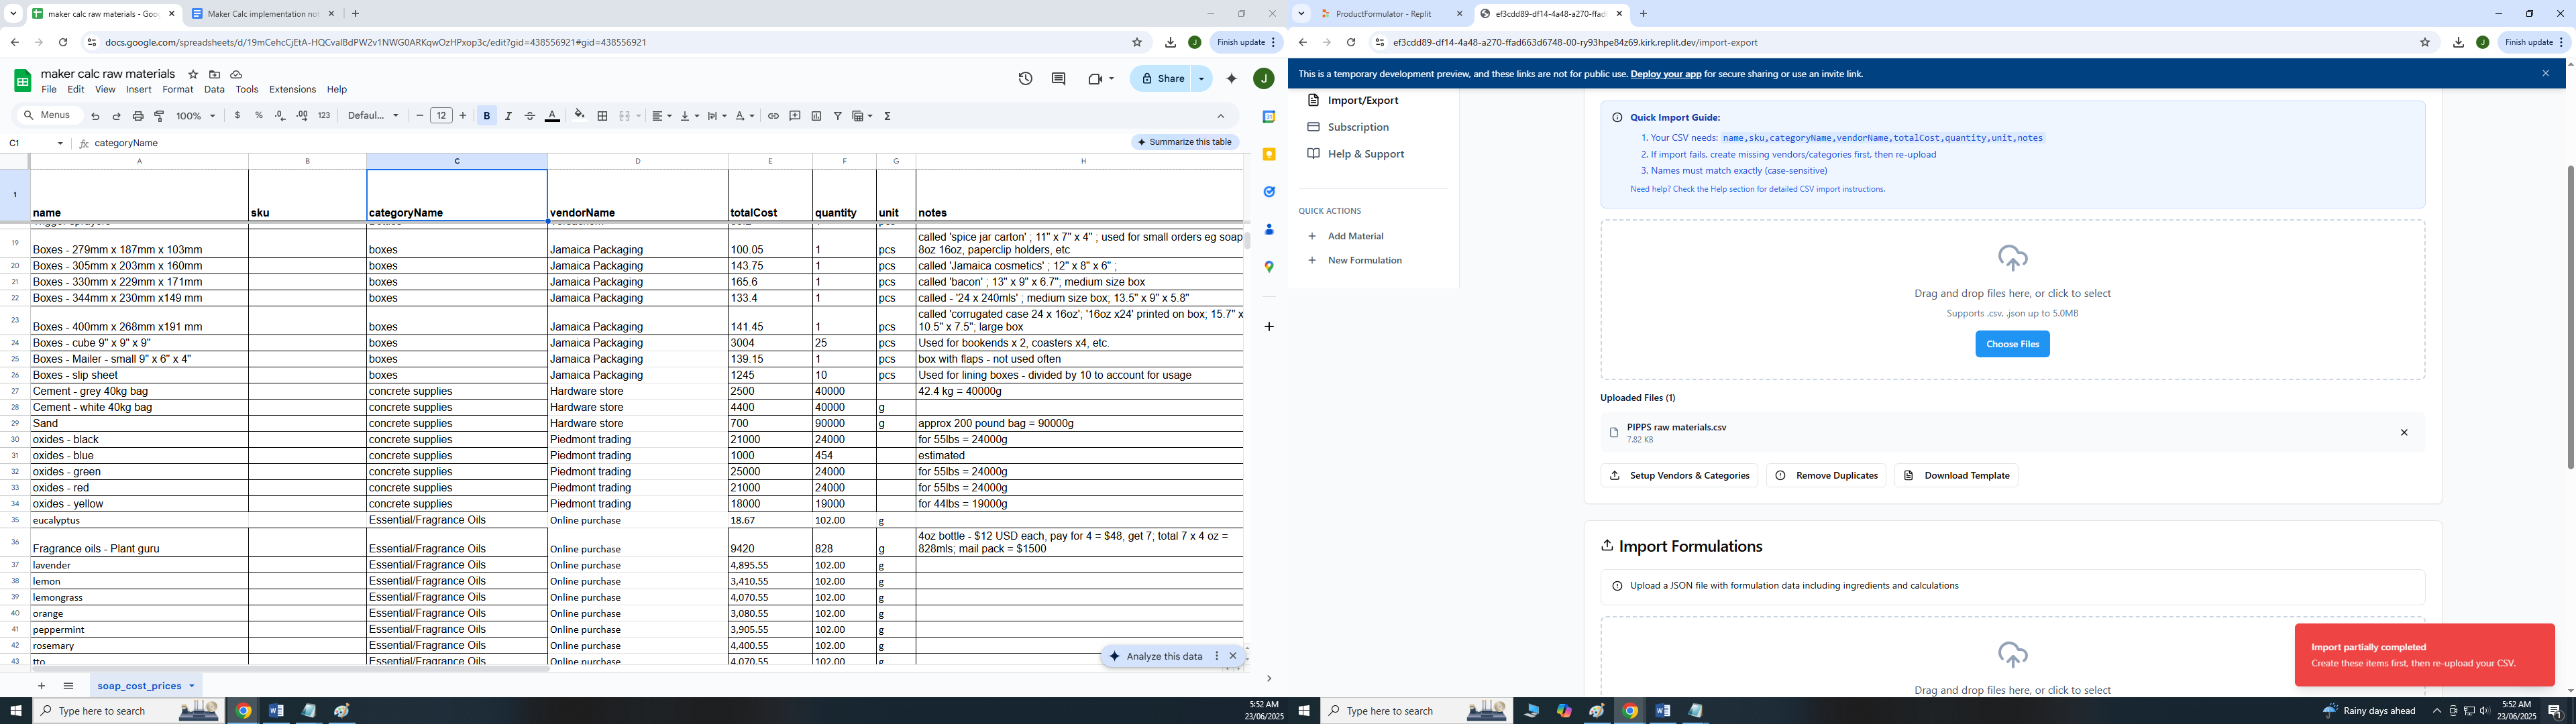 maker calc raw materials - Goo
Maker Calc implementation not
docs.google.com/spreadsheets/d/19mCehcCjEtA-HQCvalBdPW2v1NWG0ARKqwOzHPxop3c/edit?gid=438556921#gid=438556921
J
Finish update
maker calc raw materials
File Edit View Insert Format Data Tools Extensions Help
Share
J
Menus
100%
$ % .0 .00 123
Defaul...
12
B I A
C1
categoryName
Summarize this table
A B C D E F G H
1 name sku categoryName vendorName totalCost quantity unit notes
19 Boxes - 279mm x 187mm x 103mm boxes Jamaica Packaging 100.05 1 pcs called 'spice jar carton' ; 11" x 7" x 4" ; used for small orders eg soap
8oz 16oz, paperclip holders, etc
20 Boxes - 305mm x 203mm x 160mm boxes Jamaica Packaging 143.75 1 pcs called 'Jamaica cosmetics' ; 12" x 8" x 6" ;
21 Boxes - 330mm x 229mm x 171mm boxes Jamaica Packaging 165.6 1 pcs called 'bacon' ; 13" x 9" x 6.7"; medium size box
22 Boxes - 344mm x 230mm x149 mm boxes Jamaica Packaging 133.4 1 pcs called - '24 x 240mls' ; medium size box; 13.5" x 9" x 5.8"
23 Boxes - 400mm x 268mm x191 mm boxes Jamaica Packaging 141.45 1 pcs called 'corrugated case 24 x 16oz'; '16oz x24' printed on box; 15.7" x
10.5" x 7.5"; large box
24 Boxes - cube 9" x 9" x 9" boxes Jamaica Packaging 3004 25 pcs Used for bookends x 2, coasters x4, etc.
25 Boxes - Mailer - small 9" x 6" x 4" boxes Jamaica Packaging 139.15 1 pcs box with flaps - not used often
26 Boxes - slip sheet boxes Jamaica Packaging 1245 10 pcs Used for lining boxes - divided by 10 to account for usage
27 Cement - grey 40kg bag concrete supplies Hardware store 2500 40000 42.4 kg = 40000g
28 Cement - white 40kg bag concrete supplies Hardware store 4400 40000 g
29 Sand concrete supplies Hardware store 700 90000 g approx 200 pound bag = 90000g
30 oxides - black concrete supplies Piedmont trading 21000 24000 for 55lbs = 24000g
31 oxides - blue concrete supplies Piedmont trading 1000 454 estimated
32 oxides - green concrete supplies Piedmont trading 25000 24000 for 55lbs = 24000g
33 oxides - red concrete supplies Piedmont trading 21000 24000 for 55lbs = 24000g
34 oxides - yellow concrete supplies Piedmont trading 18000 19000 for 44lbs = 19000g
35 eucalyptus Essential/Fragrance Oils Online purchase 18.67 102.00 g
36 Fragrance oils - Plant guru Essential/Fragrance Oils Online purchase 9420 828 g 4oz bottle - $12 USD each, pay for 4 = $48, get 7; total 7 x 4 oz =
828mls; mail pack = $1500
37 lavender Essential/Fragrance Oils Online purchase 4,895.55 102.00 g
38 lemon Essential/Fragrance Oils Online purchase 3,410.55 102.00 g
39 lemongrass Essential/Fragrance Oils Online purchase 4,070.55 102.00 g
40 orange Essential/Fragrance Oils Online purchase 3,080.55 102.00 g
41 peppermint Essential/Fragrance Oils Online purchase 3,905.55 102.00 g
42 rosemary Essential/Fragrance Oils Online purchase 4,400.55 102.00 g
43 tto Essential/Fragrance Oils Online purchase 4,070.55 102.00 g
Analyze this data
soap_cost_prices
Type here to search
5:52 AM
23/06/2025
ProductFormulator - Replit
ef3cdd89-df14-4a48-a270-ffad
ef3cdd89-df14-4a48-a270-ffad663d6748-00-ry93hpe84z69.kirk.replit.dev/import-export
J
Finish update
This is a temporary development preview, and these links are not for public use. Deploy your app for secure sharing or use an invite link.
Import/Export
Subscription
Help & Support
QUICK ACTIONS
Add Material
New Formulation
Quick Import Guide:
1. Your CSV needs: name,sku,categoryName,vendorName,totalCost,quantity,unit,notes
2. If import fails, create missing vendors/categories first, then re-upload
3. Names must match exactly (case-sensitive)
Need help? Check the Help section for detailed CSV import instructions.
Drag and drop files here, or click to select
Supports .csv, .json up to 5.0MB
Choose Files
Uploaded Files (1)
PIPPS raw materials.csv
7.82 KB
Setup Vendors & Categories
Remove Duplicates
Download Template
Import Formulations
Upload a JSON file with formulation data including ingredients and calculations
Drag and drop files here, or click to select
Import partially completed
Create these items first, then re-upload your CSV.
Type here to search
Rainy days ahead
5:52 AM
23/06/2025